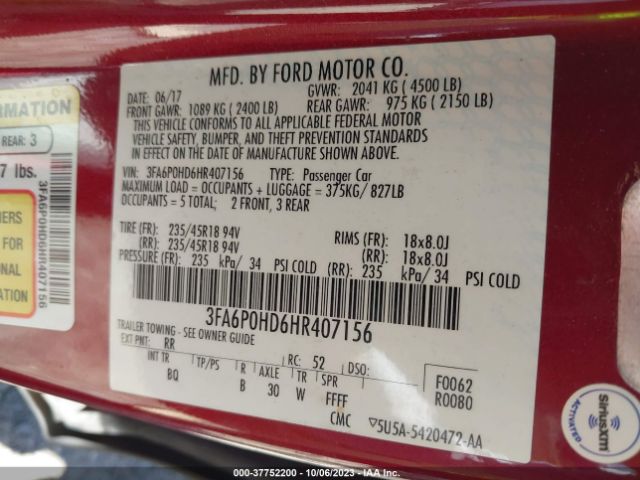 MFD. BY FORD MOTOR CO.
DATE: 06/17 GVWR: 2041 KG ( 4500 LB)
FRONT GAWR: 1089 KG ( 2400 LB) REAR GAWR: 975 KG ( 2150 LB)
THIS VEHICLE CONFORMS TO ALL APPLICABLE FEDERAL MOTOR
VEHICLE SAFETY, BUMPER, AND THEFT PREVENTION STANDARDS
IN EFFECT ON THE DATE OF MANUFACTURE SHOWN ABOVE.
VIN: 3FA6P0HD6HR407156 TYPE: Passenger Car
MAXIMUM LOAD = OCCUPANTS + LUGGAGE = 375KG/ 827LB
OCCUPANTS = 5 TOTAL: 2 FRONT, 3 REAR
TIRE (FR): 235/45R18 94V RIMS (FR): 18x8.0J
(RR): 235/45R18 94V (RR): 18x8.0J
PRESSURE (FR): 235 kPa/ 34 PSI COLD (RR): 235 kPa/ 34 PSI COLD
3FA6P0HD6HR407156
TRAILER TOWING - SEE OWNER GUIDE
EXT PNT: RR RC: 52 DSO:
INT TR TP/PS R AXLE TR SPR
BQ B 30 W FFFF
CMC
F0062
R0080
5U5A-5420472-AA
ORMATION
REAR: 3
7 lbs.
NERS
FOR
ONAL
ATION
3FA6P0HD6HR407156
ACTIVATE
siriusxm
000-37752200 - 10/06/2023 - IAAI.COM